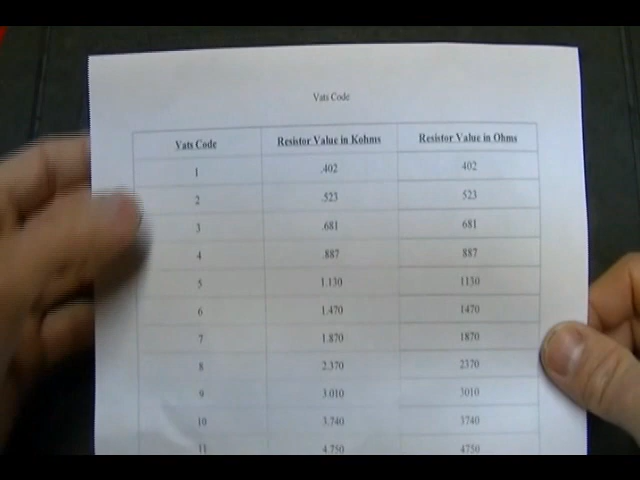 Vats Code
Vats Code Resistor Value in Kohms Resistor Value in Ohms
1 .402 402
2 .523 523
3 .681 681
4 .887 887
5 1.130 1130
6 1.470 1470
7 1.870 1870
8 2.370 2370
9 3.010 3010
10 3.740 3740
11 4.750 4750